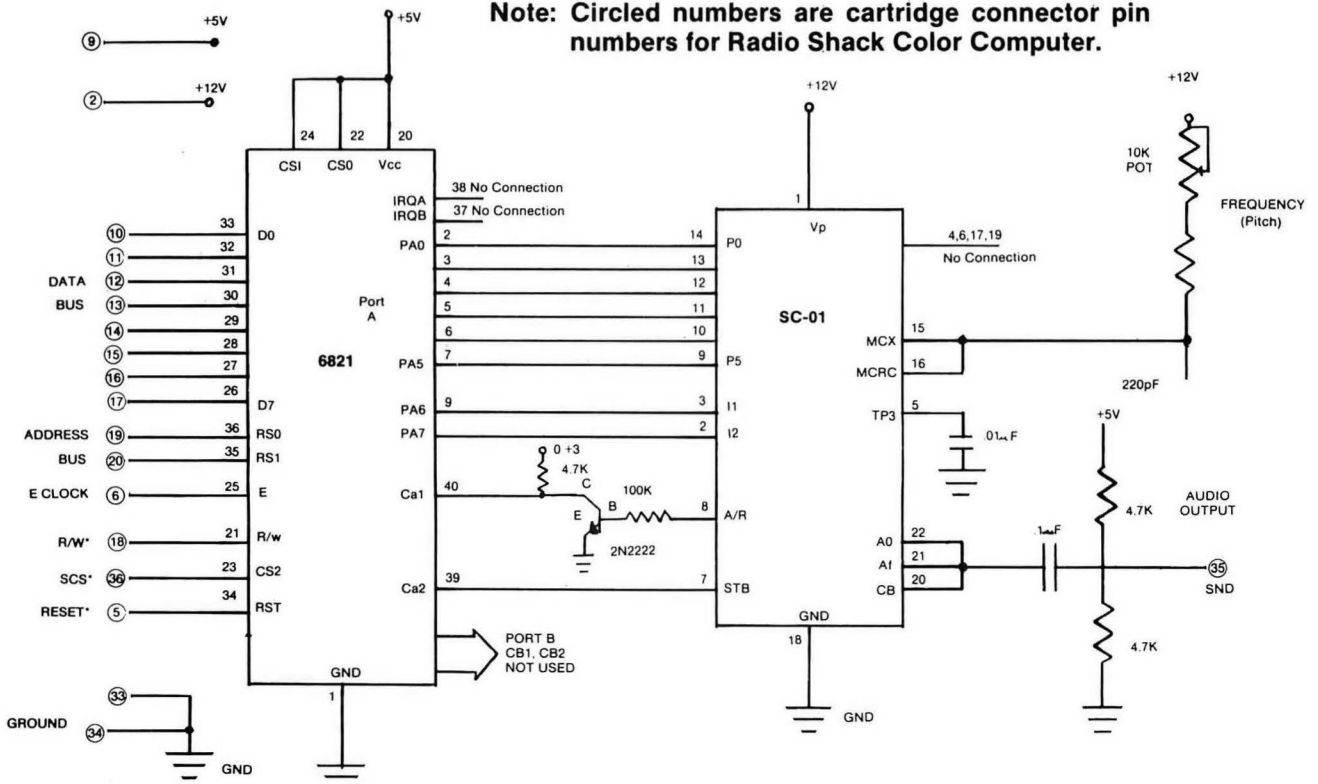 Note: Circled numbers are cartridge connector pin
numbers for Radio Shack Color Computer.
9
+5V
2
+12V
+5V
24
22
20
CSI
CS0
Vcc
IRQA
38 No Connection
IRQB
37 No Connection
10
33
D0
11
32
DATA
12
31
BUS
13
30
14
29
15
28
16
27
17
26
D7
ADDRESS
19
36
RS0
BUS
20
35
RS1
E CLOCK
6
25
E
R/W*
18
21
R/w
SCS*
36
23
CS2
RESET*
5
34
RST
Port
A
6821
PA0
2
3
4
5
6
PA5
7
PA6
9
PA7
Ca1
40
Ca2
39
PORT B
CB1, CB2
NOT USED
GND
1
GROUND
33
34
GND
0 +3
4.7K
C
B
E
100K
2N2222
+12V
1
Vp
14
P0
13
12
11
10
9
P5
3
I1
2
I2
8
A/R
7
STB
SC-01
4,6,17,19
No Connection
MCX
15
MCRC
16
TP3
5
.01 F
A0
22
Af
21
CB
20
GND
18
GND
+12V
10K
POT
FREQUENCY
(Pitch)
220pF
+5V
4.7K
AUDIO
OUTPUT
35
SND
4.7K